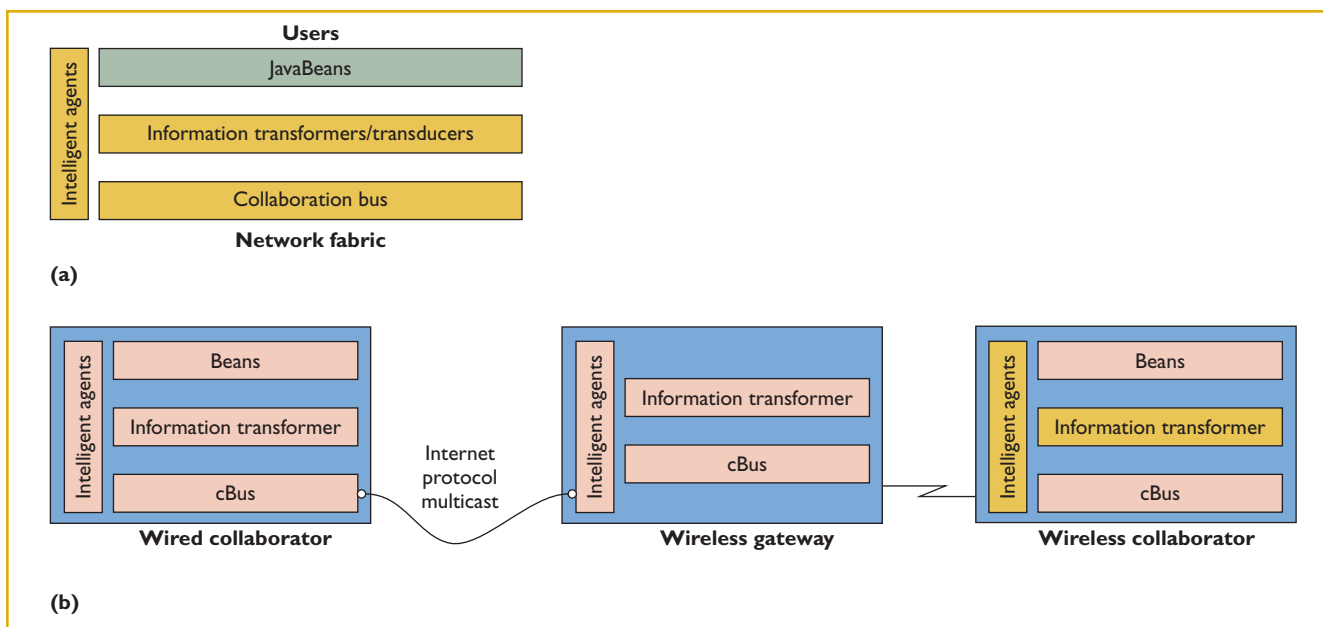 Users
Intelligent agents
JavaBeans
Information transformers/transducers
Collaboration bus
Network fabric
(a)
Intelligent agents
Beans
Information transformer
cBus
Wired collaborator
Internet
protocol
multicast
Intelligent agents
Information transformer
cBus
Wireless gateway
Intelligent agents
Beans
Information transformer
cBus
Wireless collaborator
(b)